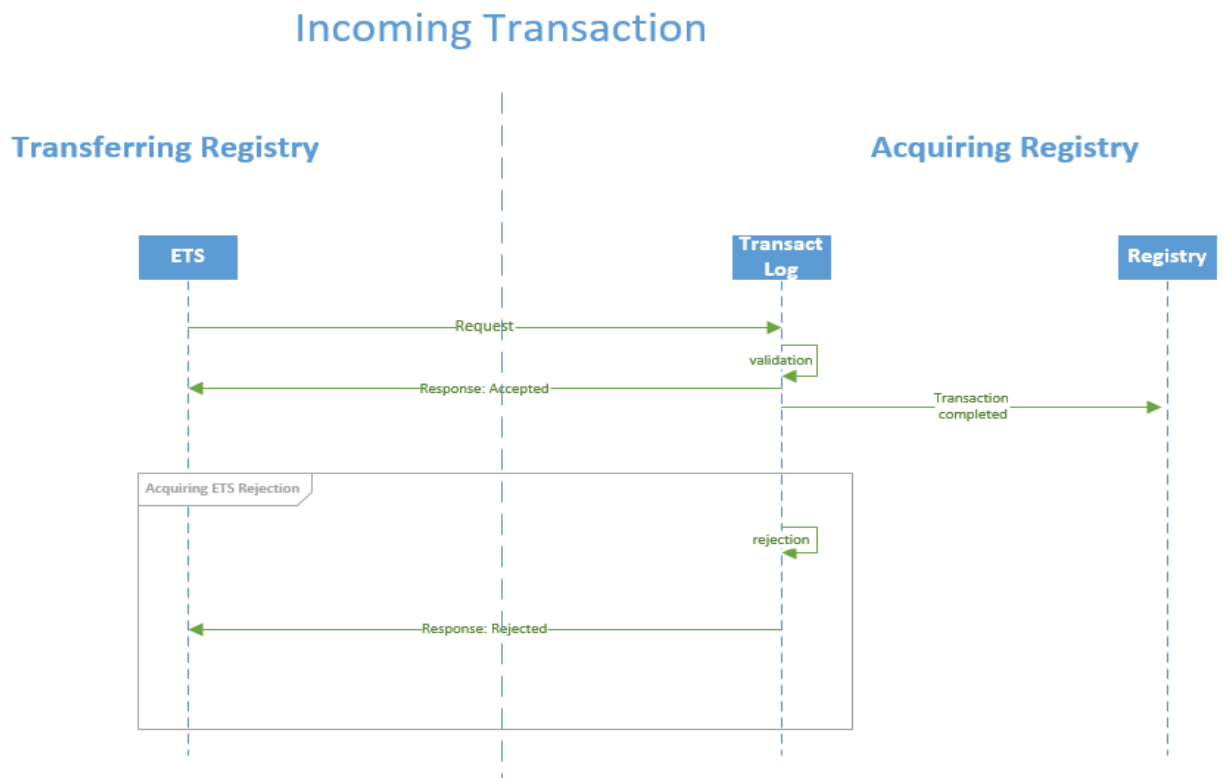 Incoming Transaction
Transferring Registry
Acquiring Registry
ETS
Transact
Log
Registry
Request
validation
Response: Accepted
Transaction
completed
Acquiring ETS Rejection
rejection
Response: Rejected